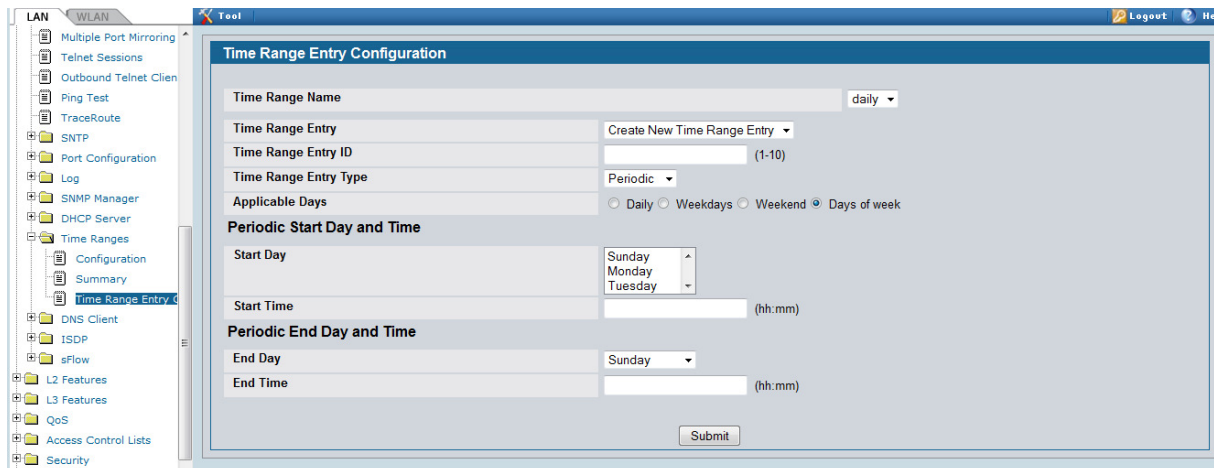 LAN WLAN Tool Logout He
Multiple Port Mirroring
Telnet Sessions
Outbound Telnet Clien
Ping Test
TraceRoute
SNTP
Port Configuration
Log
SNMP Manager
DHCP Server
Time Ranges
Configuration
Summary
Time Range Entry C
DNS Client
ISDP
sFlow
L2 Features
L3 Features
QoS
Access Control Lists
Security
Time Range Entry Configuration
Time Range Name daily
Time Range Entry Create New Time Range Entry
Time Range Entry ID (1-10)
Time Range Entry Type Periodic
Applicable Days Daily Weekdays Weekend Days of week
Periodic Start Day and Time
Start Day Sunday
Monday
Tuesday
Start Time (hh:mm)
Periodic End Day and Time
End Day Sunday
End Time (hh:mm)
Submit